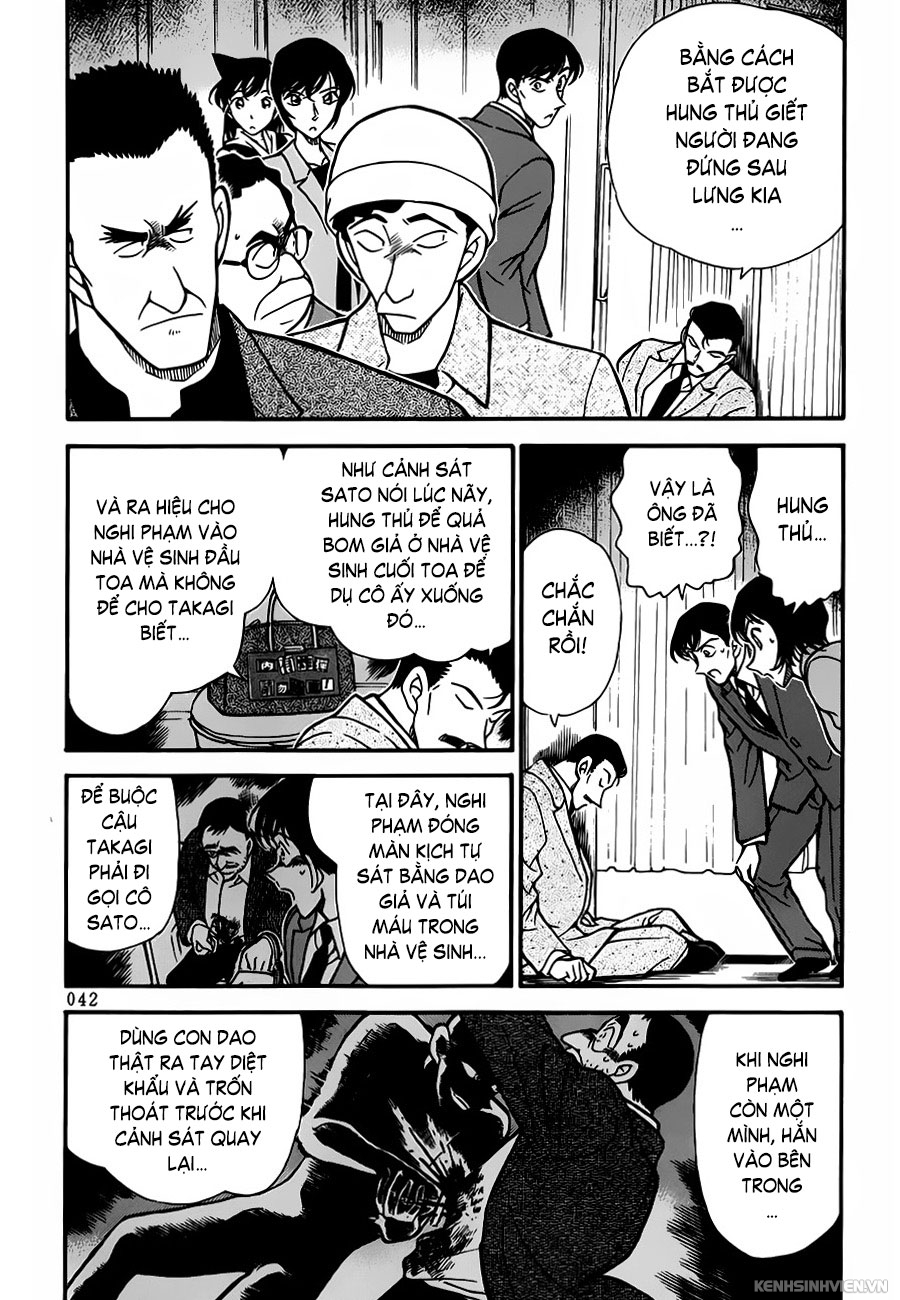 BẰNG CÁCH
BẮT ĐƯỢC
HUNG THỦ GIẾT
NGƯỜI ĐANG
ĐỨNG SAU
LƯNG KIA
...
HUNG
THỦ...
VẬY LÀ
ÔNG ĐÃ
BIẾT...?!
CHẮC
CHẮN
RỒI!
NHƯ CẢNH SÁT
SATO NÓI LÚC NÃY,
HUNG THỦ ĐỂ QUẢ
BOM GIẢ Ở NHÀ VỆ
SINH CUỐI TOA ĐỂ
DỤ CÔ ẤY XUỐNG
ĐÓ...
VÀ RA HIỆU CHO
NGHI PHẠM VÀO
NHÀ VỆ SINH ĐẦU
TOA MÀ KHÔNG
ĐỂ CHO TAKAGI
BIẾT...
TẠI ĐÂY, NGHI
PHẠM ĐÓNG
MÀN KỊCH TỰ
SÁT BẰNG DAO
GIẢ VÀ TÚI
MÁU TRONG
NHÀ VỆ SINH...
ĐỂ BUỘC
CẬU
TAKAGI
PHẢI ĐI
GỌI CÔ
SATO...
042
KHI NGHI
PHẠM
CÒN MỘT
MÌNH, HẮN
VÀO BÊN
TRONG
...
DÙNG CON DAO
THẬT RA TAY DIỆT
KHẨU VÀ TRỐN
THOÁT TRƯỚC KHI
CẢNH SÁT QUAY
LẠI...
KENHSINHVIEN.VN